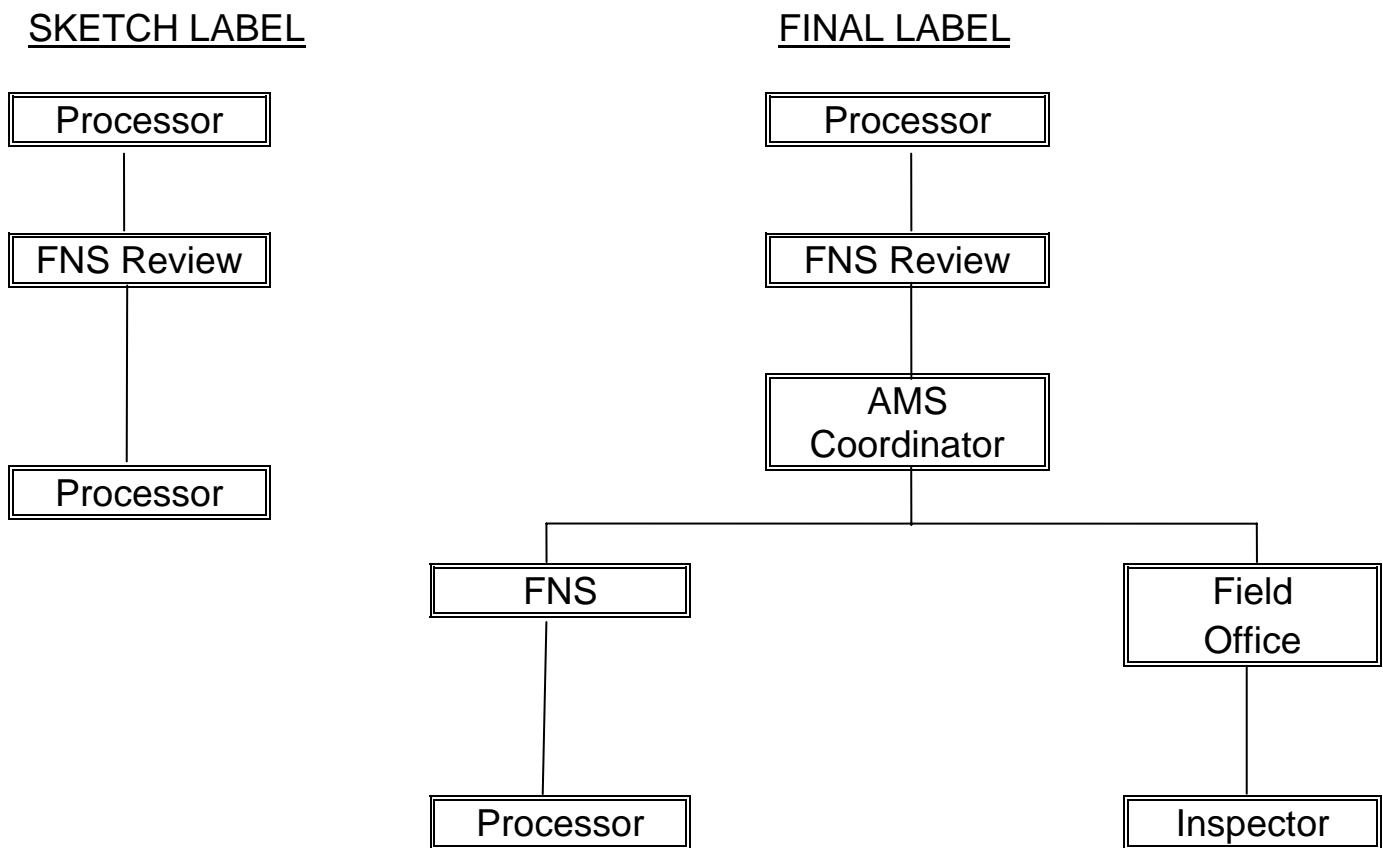 SKETCH LABEL
FINAL LABEL
Processor
Processor
FNS Review
FNS Review
AMS
Coordinator
Processor
FNS
Field
Office
Processor
Inspector